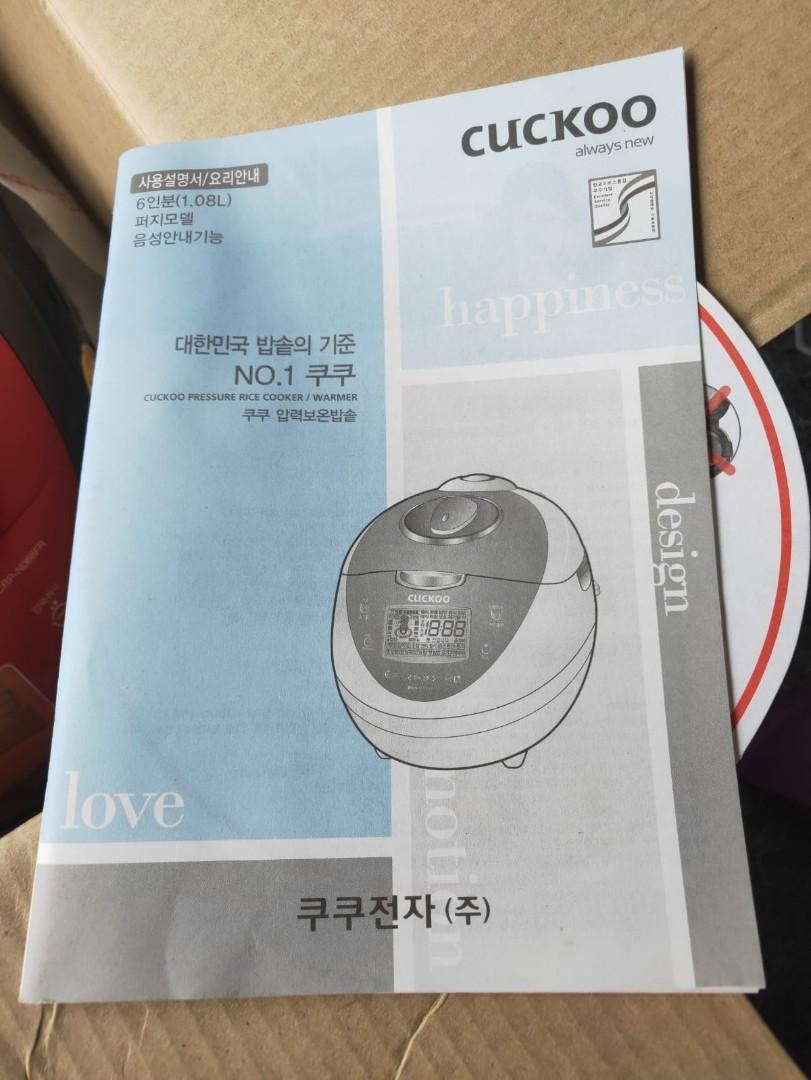 CUCKOO
always new
사용설명서/요리안내
6인분(1.08L)
퍼지모델
음성안내기능
happiness
대한민국 밥솥의 기준
NO.1 쿠쿠
CUCKOO PRESSURE RICE COOKER / WARMER
쿠쿠 압력보온밥솥
design
CUCKOO
18:88
love
쿠쿠전자 (주)